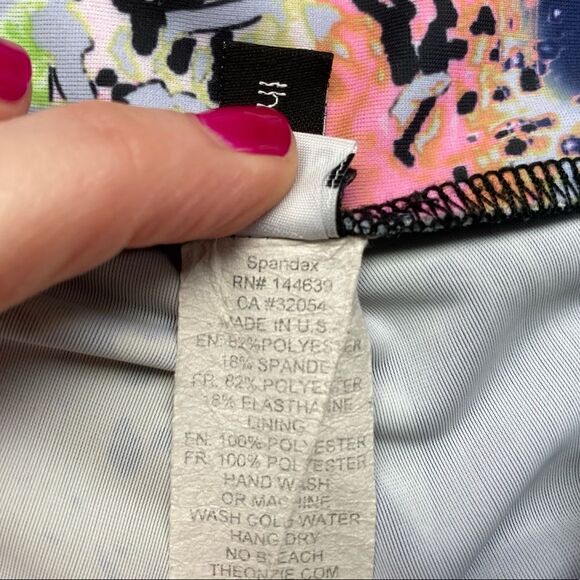 Spandex
RN# 144639
CA #32054
MADE IN U.S
EN: 82%POLYESTER
18% SPANDE
FR: 82% POLYESTER
18% ELASTHANNE
LINING
EN: 100% POLYESTER
FR: 100% POLYESTER
HAND WASH
OR MACHINE
WASH COLD WATER
HANG DRY
NO BLEACH
THEONZIE.COM